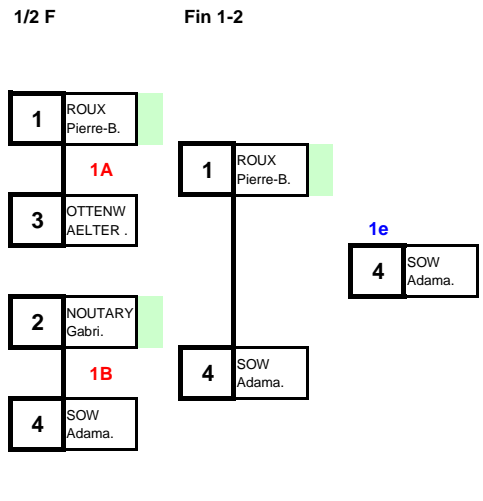 1/2 F
Fin 1-2
1
ROUX
Pierre-B.
1A
3
OTTENW
AELTER .
1
ROUX
Pierre-B.
1e
4
SOW
Adama.
2
NOUTARY
Gabri.
1B
4
SOW
Adama.
4
SOW
Adama.